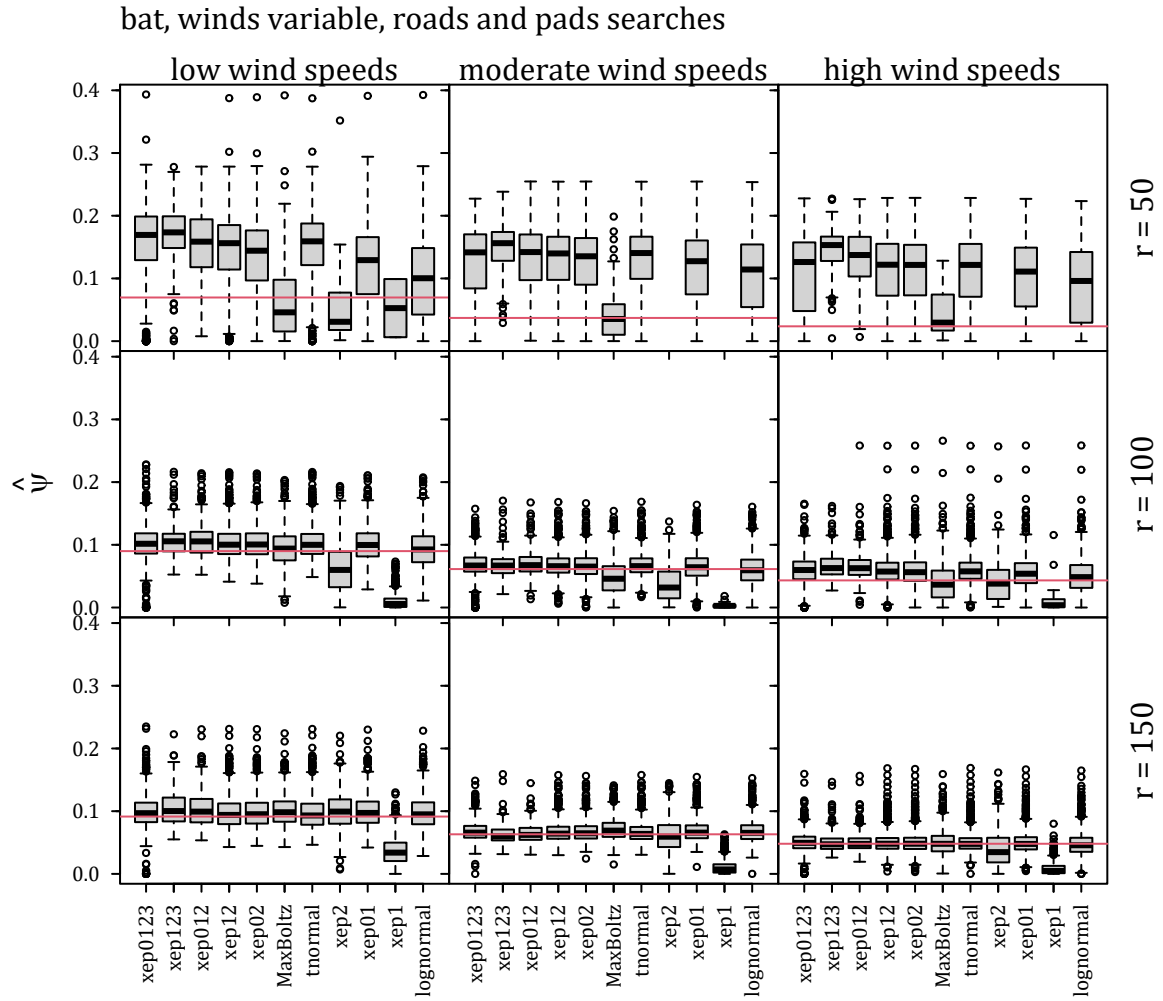 bat, winds variable, roads and pads searches
low wind speeds moderate wind speeds high wind speeds
0.4
0.3
0.2
0.1
0.0
r = 50
0.4
0.3
0.2
0.1
0.0
r = 100
ψ̂
0.4
0.3
0.2
0.1
0.0
r = 150
xep0123 xep123 xep012 xep12 xep02 MaxBoltz tnormal xep2 xep01 xep1 lognormal xep0123 xep123 xep012 xep12 xep02 MaxBoltz tnormal xep2 xep01 xep1 lognormal xep0123 xep123 xep012 xep12 xep02 MaxBoltz tnormal xep2 xep01 xep1 lognormal